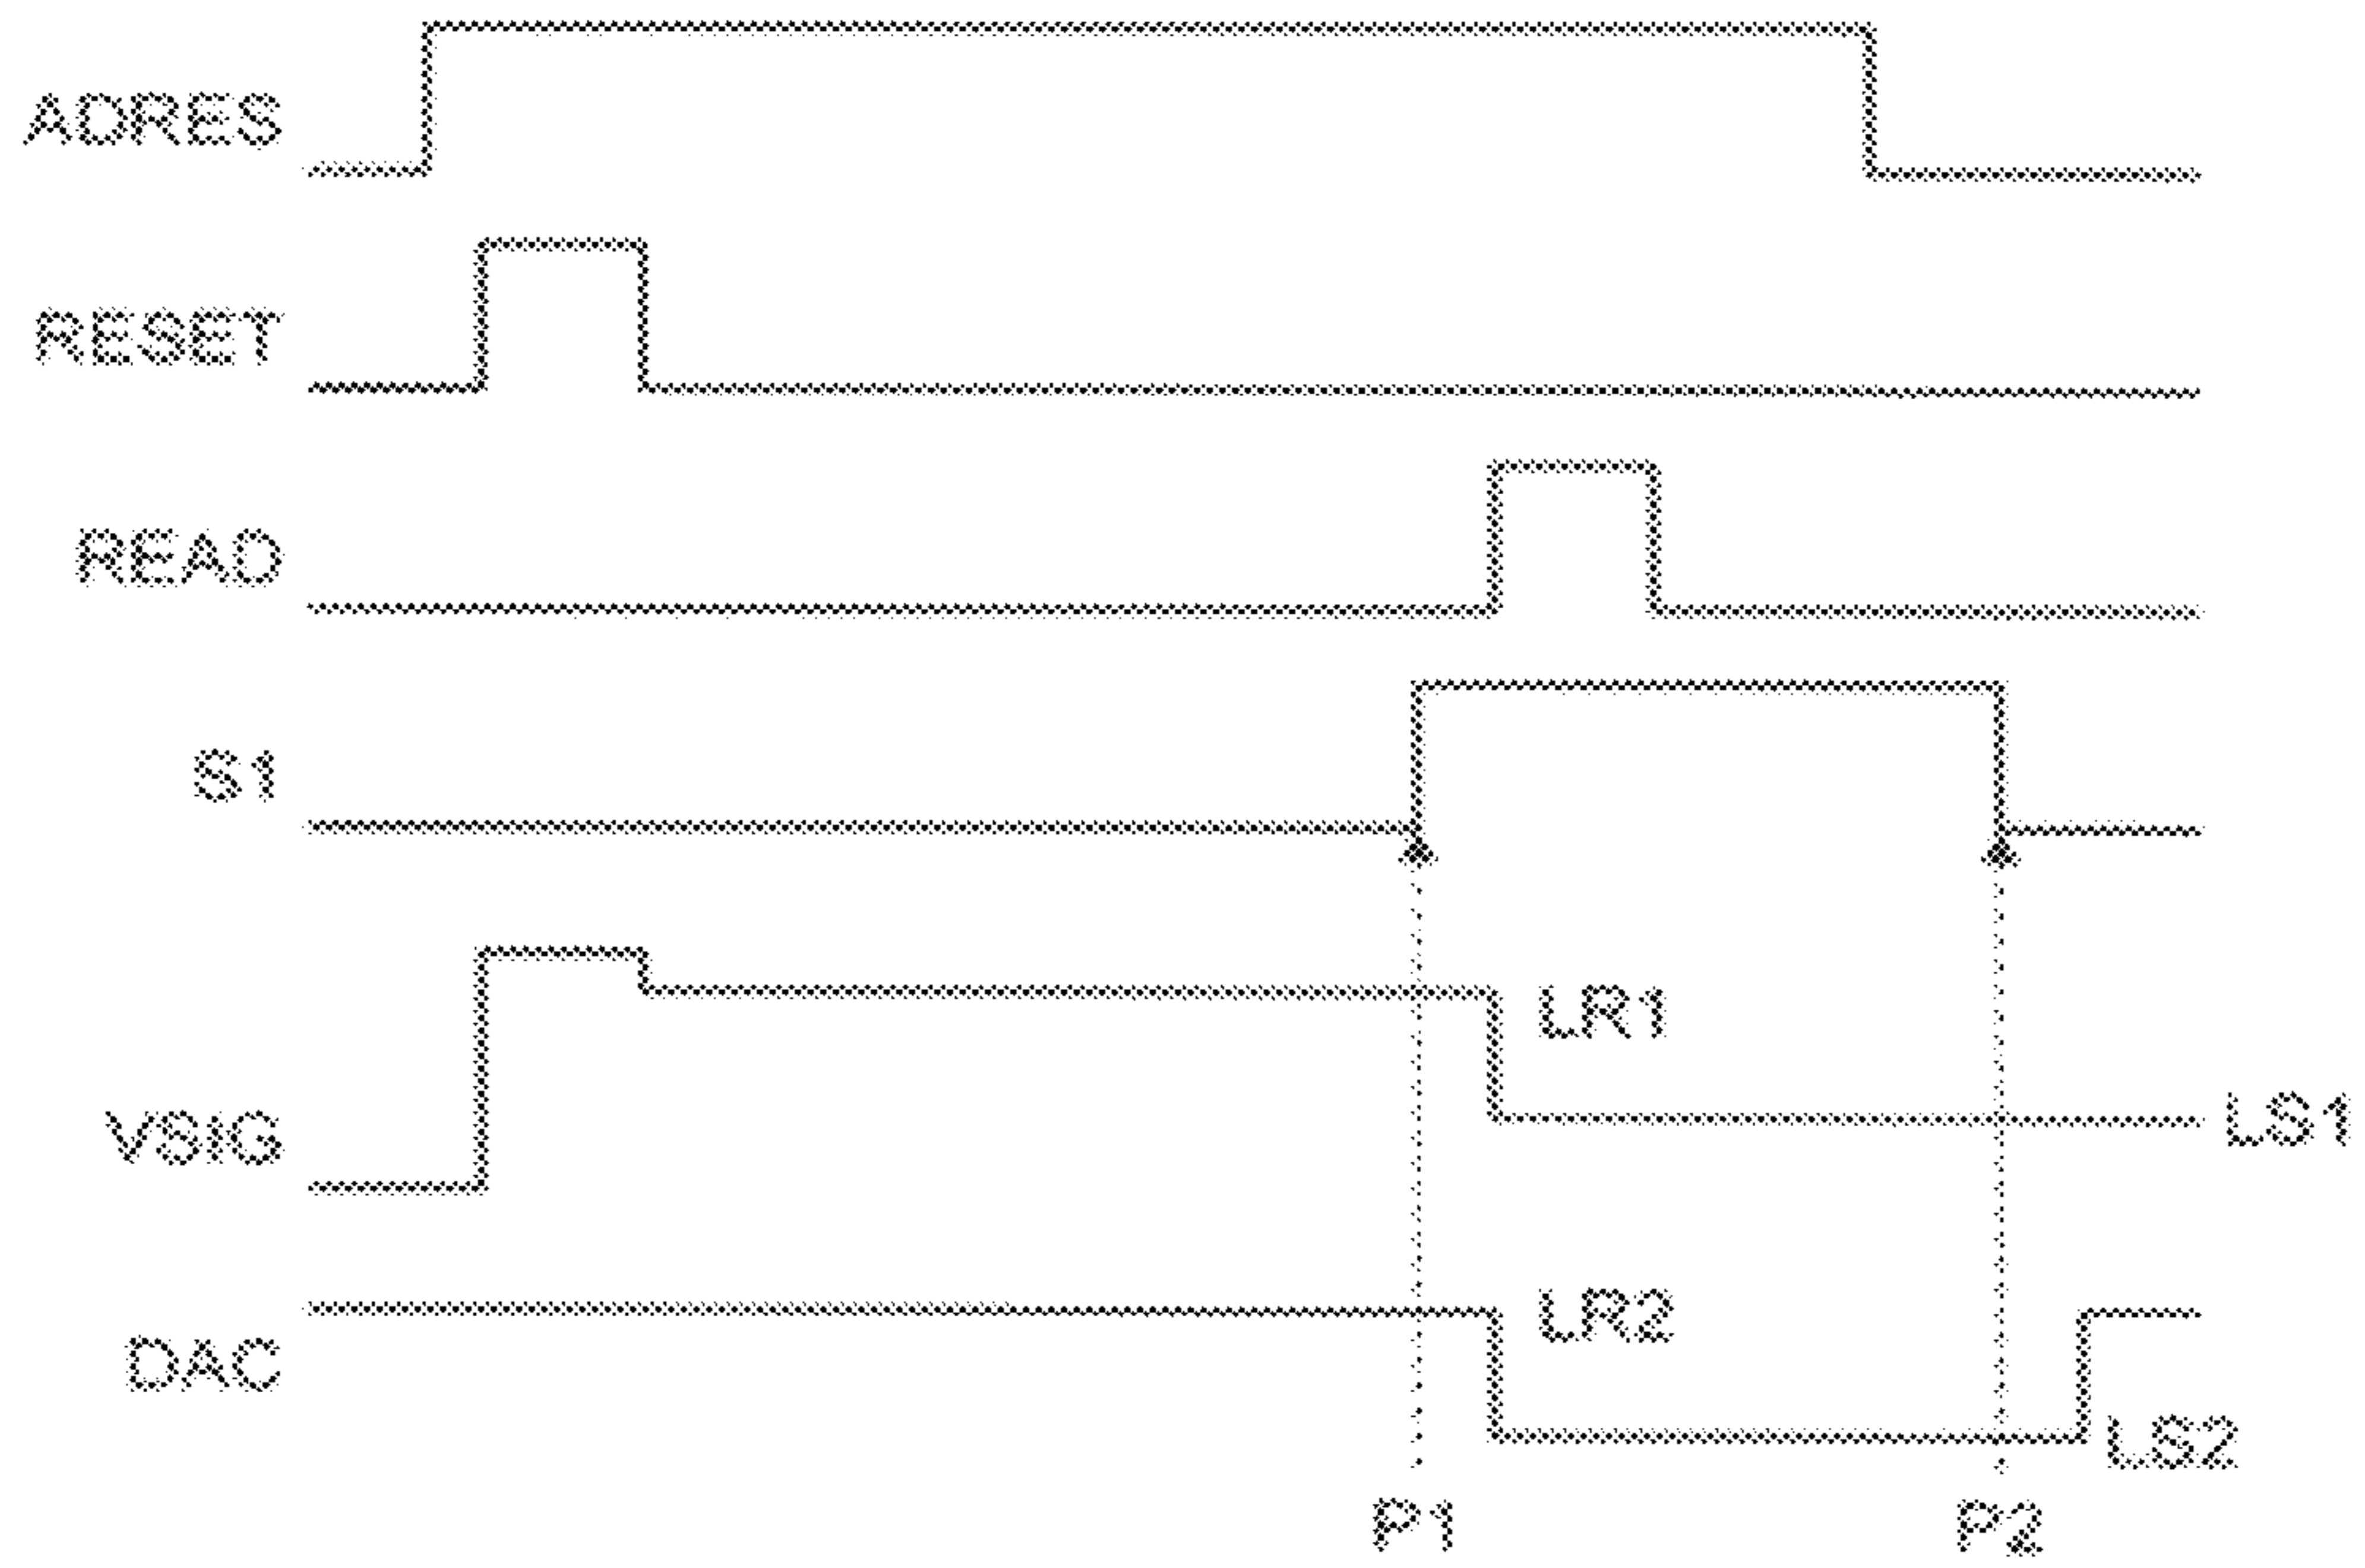 ADRES
RESET
READ
S1
LR1
VSIG
LS1
LR2
DAC
LS2
P1 P2